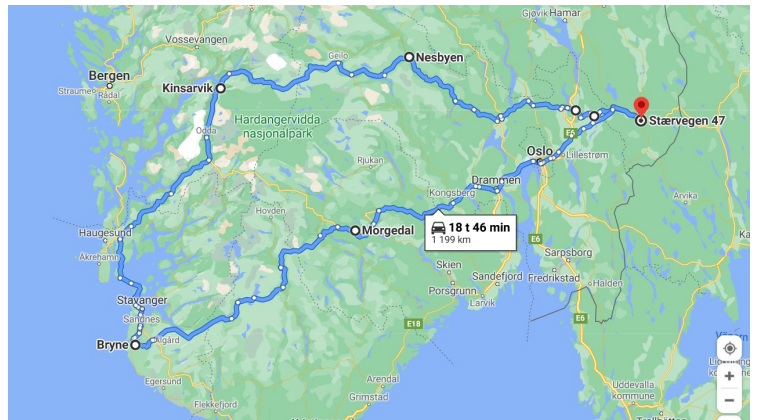 Gjøvik Hamar
Vossevangen
Geilo
Nesbyen
Bergen
Straume
Rådal
Kinsarvik
Hardangervidda
nasjonalpark
Odda
E6
Stærvegen 47
Oslo
Lillestrøm
Rjukan
Drammen
Kongsberg
Arvika
Hovden
Haugesund
Åkrehamn
Morgedal
18 t 46 min
1 199 km
E6
Skien
Porsgrunn
Sandefjord
Fredrikstad
Sarpsborg
Halden
Larvik
Stavanger
Sandnes
E18
E6
Bryne
Ålgård
Egersund
Arendal
Grimstad
Flekkefjord
Uddevalla
kommune